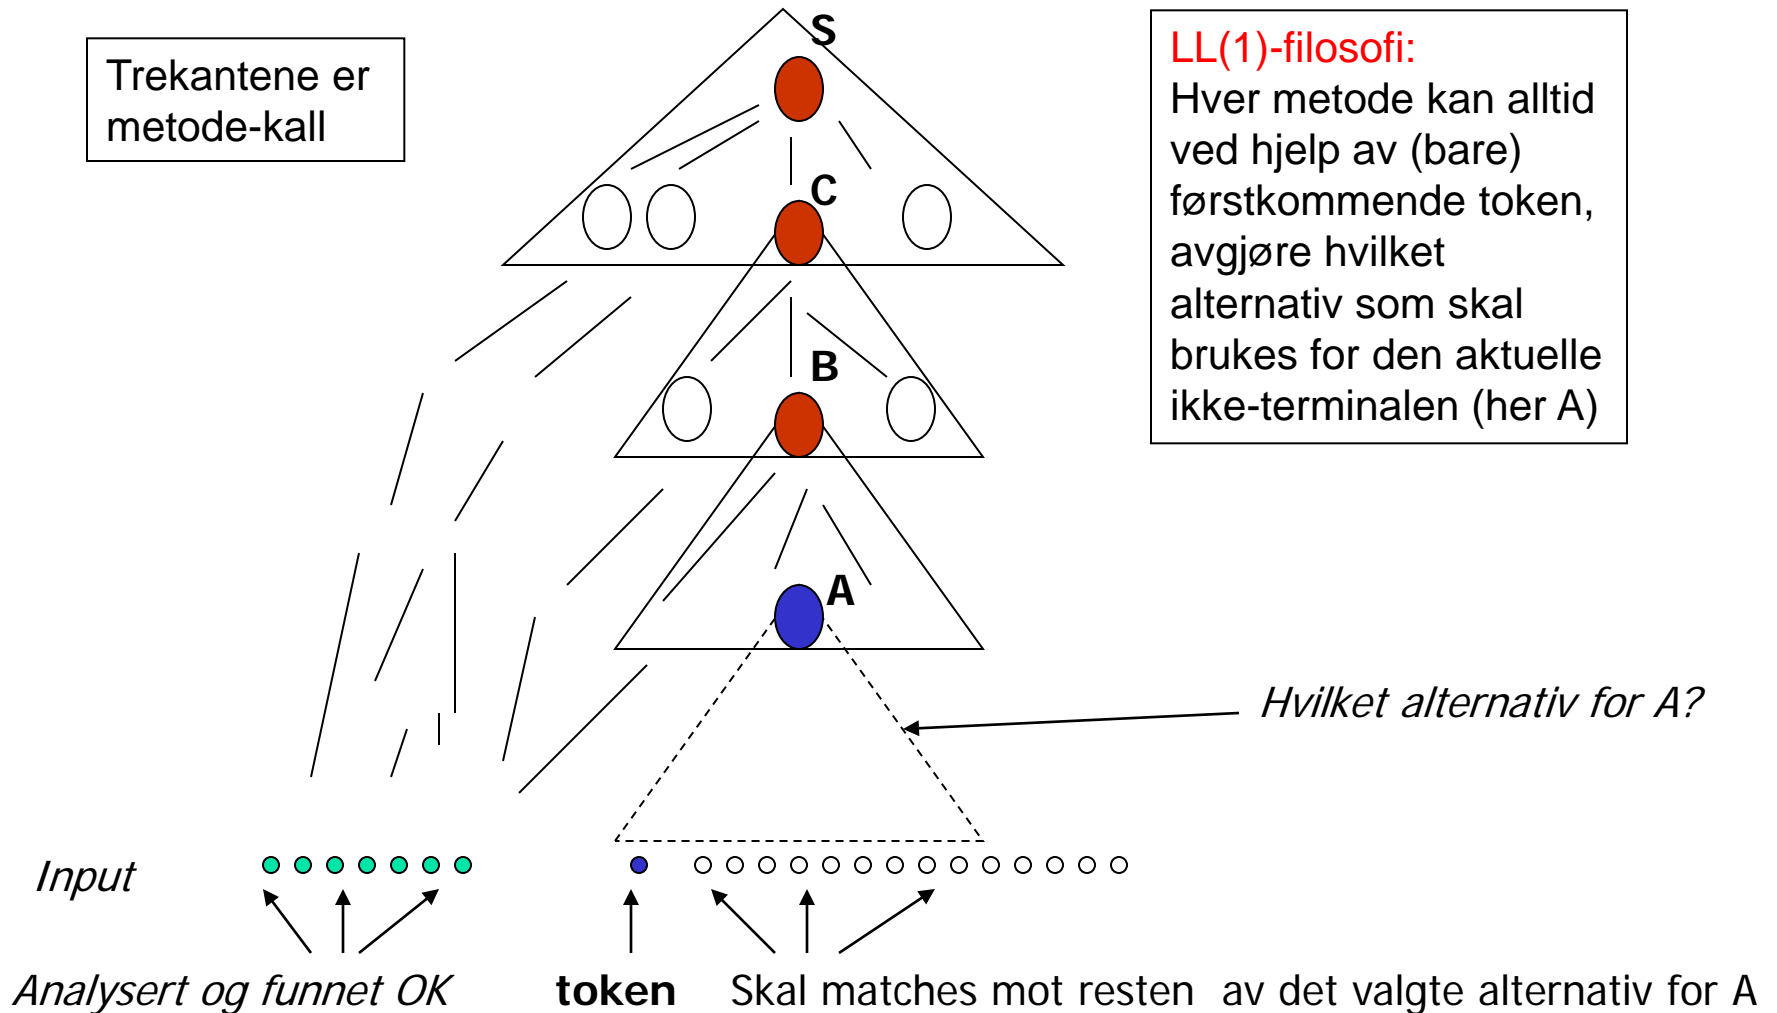 Trekantene er
metode-kall
S
C
B
A
LL(1)-filosofi:
Hver metode kan alltid
ved hjelp av (bare)
førstkommende token,
avgjøre hvilket
alternativ som skal
brukes for den aktuelle
ikke-terminalen (her A)
Hvilket alternativ for A?
Input
Analysert og funnet OK
token
Skal matches mot resten av det valgte alternativ for A